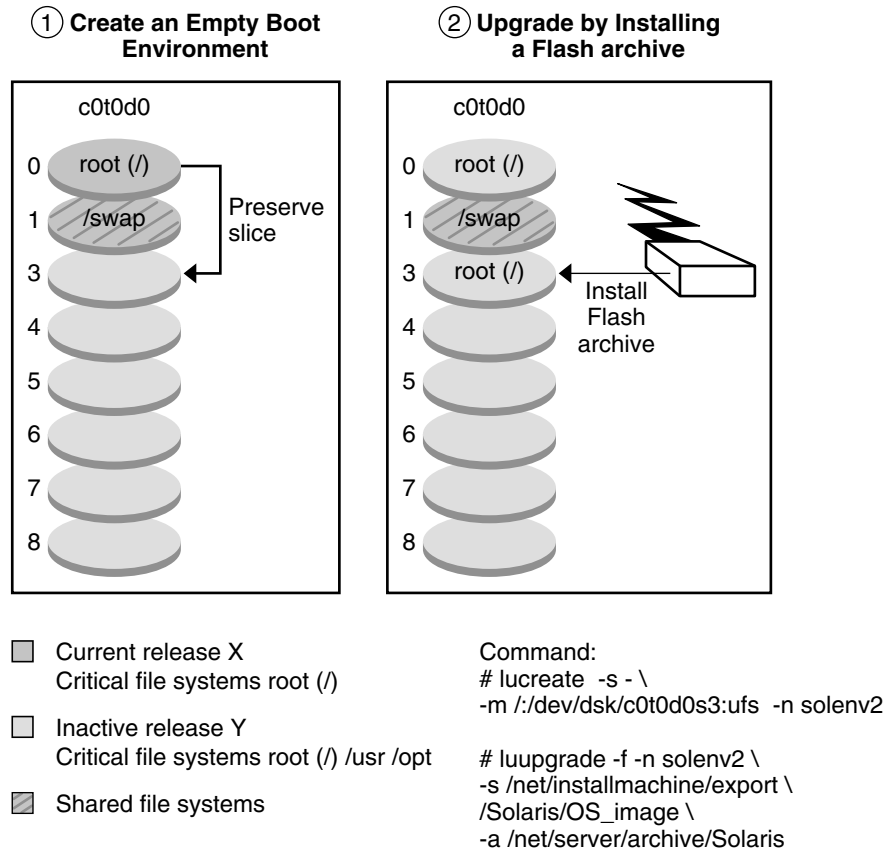 1 Create an Empty Boot
Environment
c0t0d0
0 root (/)
1 /swap
Preserve
slice
3
4
5
6
7
8
2 Upgrade by Installing
a Flash archive
c0t0d0
0 root (/)
1 /swap
3 root (/)
Install
Flash
archive
4
5
6
7
8
Current release X
Critical file systems root (/)
Inactive release Y
Critical file systems root (/) /usr /opt
Shared file systems
Command:
# lucreate -s - \
-m /:/dev/dsk/c0t0d0s3:ufs -n solenv2
# luupgrade -f -n solenv2 \
-s /net/installmachine/export \
/Solaris/OS_image \
-a /net/server/archive/Solaris